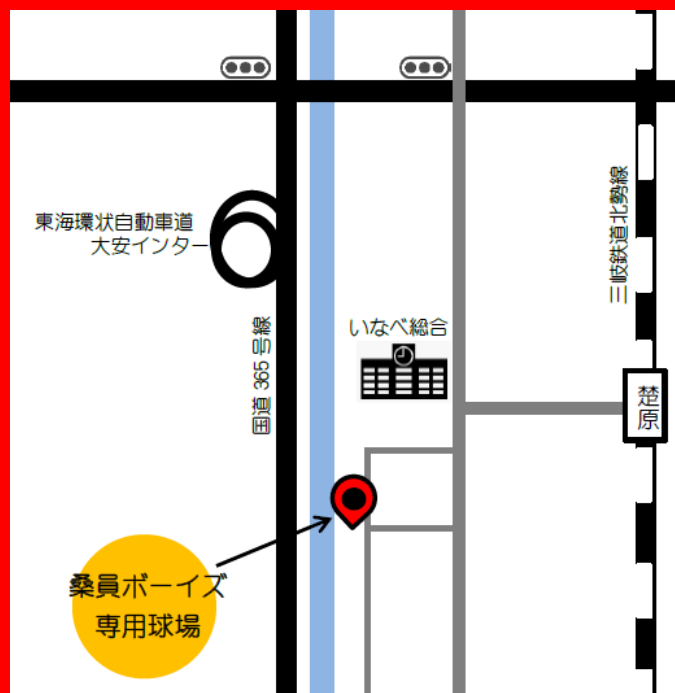 東海環状自動車道
大安インター
国道365号線
いなべ総合
三岐鉄道北勢線
楚原
桑員ボーイズ
専用球場